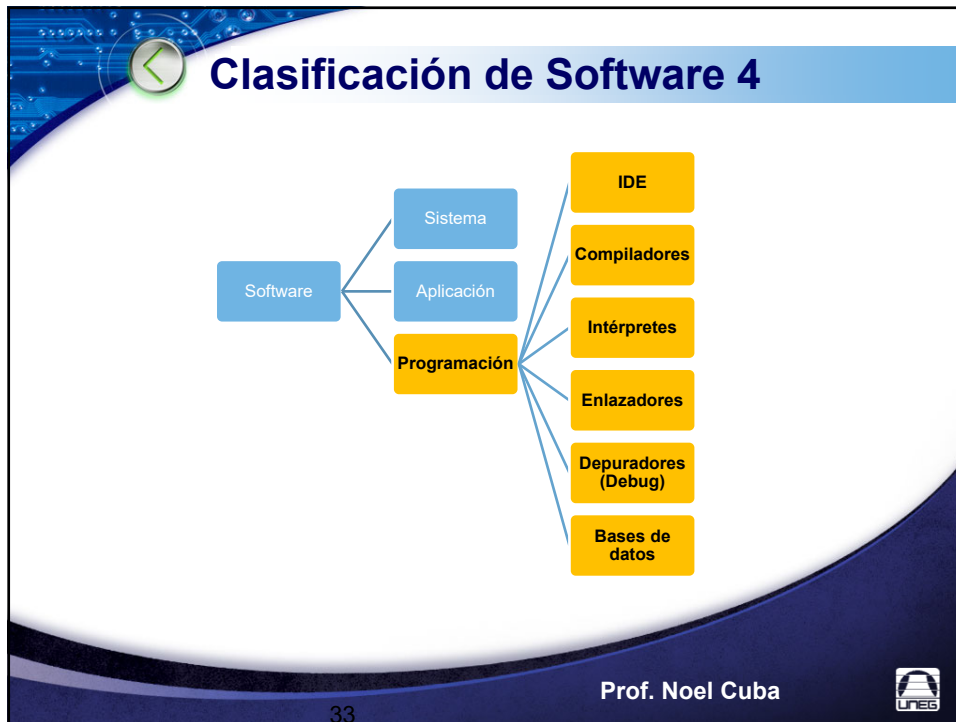 Clasificación de Software 4
Software
Sistema
Aplicación
Programación
IDE
Compiladores
Intérpretes
Enlazadores
Depuradores
(Debug)
Bases de
datos
Prof. Noel Cuba
33
UNEG